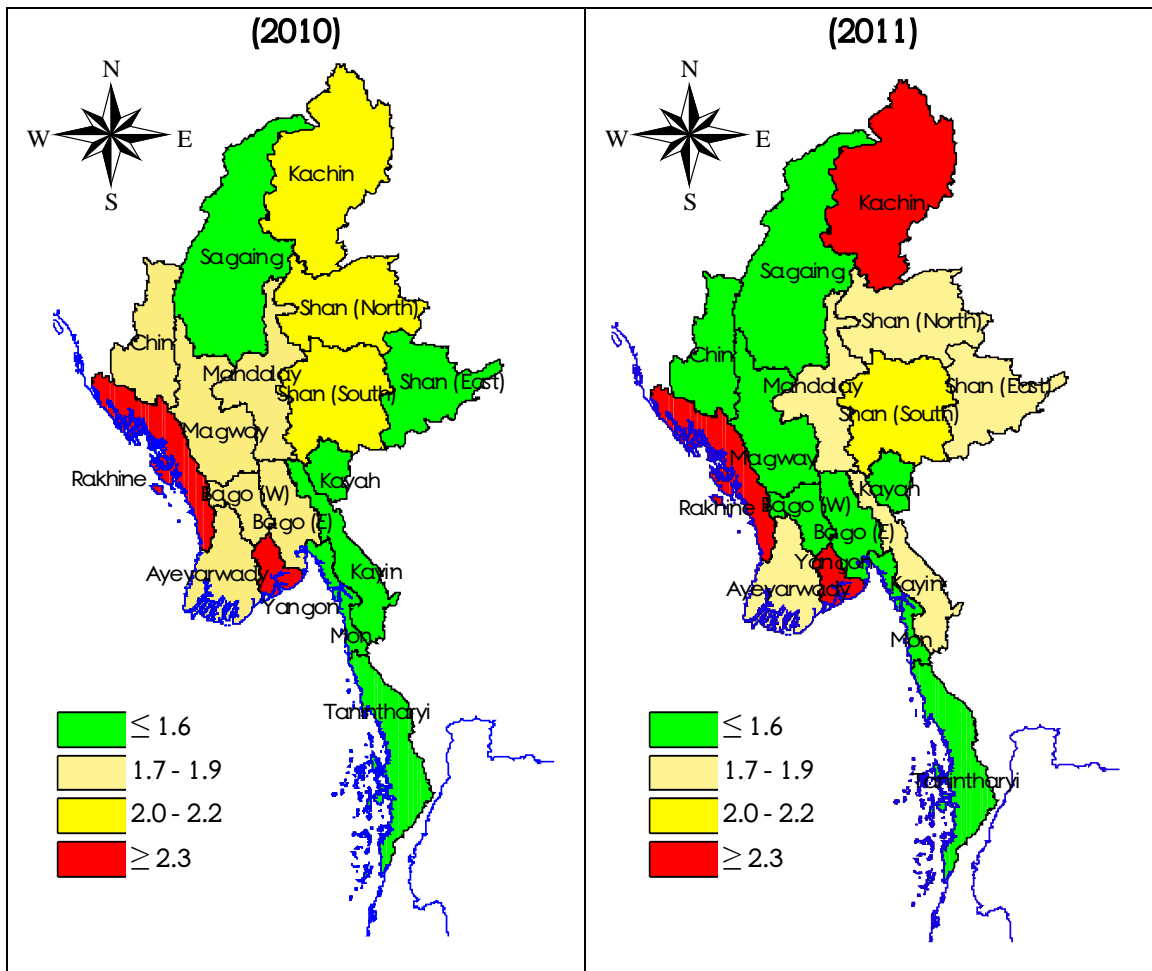 (2010)
N
W
E
S
Kachin
Sagaing
Shan (North)
Chin
Mandalay
Shan (East)
Shan (South)
Magway
Rakhine
Kayah
Bago (W)
Bago (E)
Ayeyarwady
Kayin
Yangon
Mon
Tanintharyi
≤ 1.6
1.7 - 1.9
2.0 - 2.2
≥ 2.3
(2011)
N
W
E
S
Kachin
Sagaing
Shan (North)
Chin
Mandalay
Shan (East)
Shan (South)
Magway
Kayah
Rakhine
Bago (W)
Bago (E)
Yangon
Ayeyarwady
Kayin
Mon
Tanintharyi
≤ 1.6
1.7 - 1.9
2.0 - 2.2
≥ 2.3